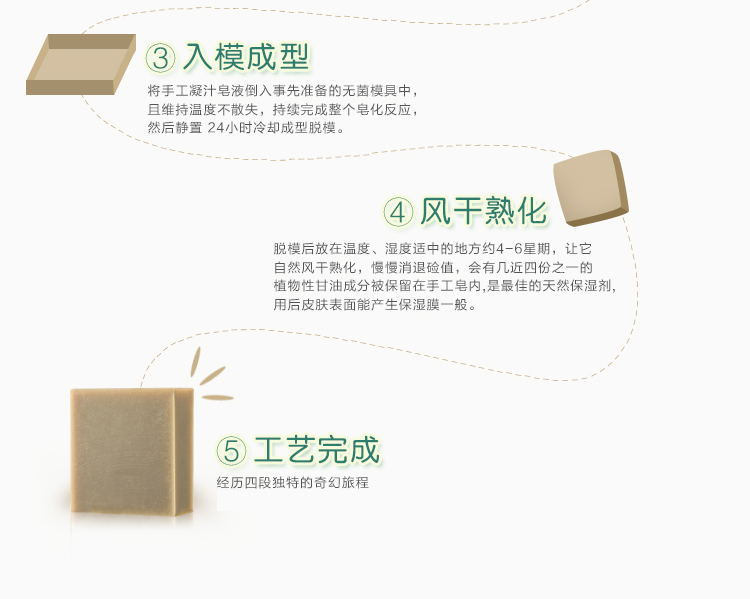 ③ 入模成型
将手工凝汁皂液倒入事先准备的无菌模具中，
且维持温度不散失，持续完成整个皂化反应，
然后静置 24小时冷却成型脱模。
④ 风干熟化
脱模后放在温度、湿度适中的地方约4-6星期，让它
自然风干熟化，慢慢消退硷值，会有几近四份之一的
植物性甘油成分被保留在手工皂内,是最佳的天然保湿剂,
用后皮肤表面能产生保湿膜一般。
⑤ 工艺完成
经历四段独特的奇幻旅程